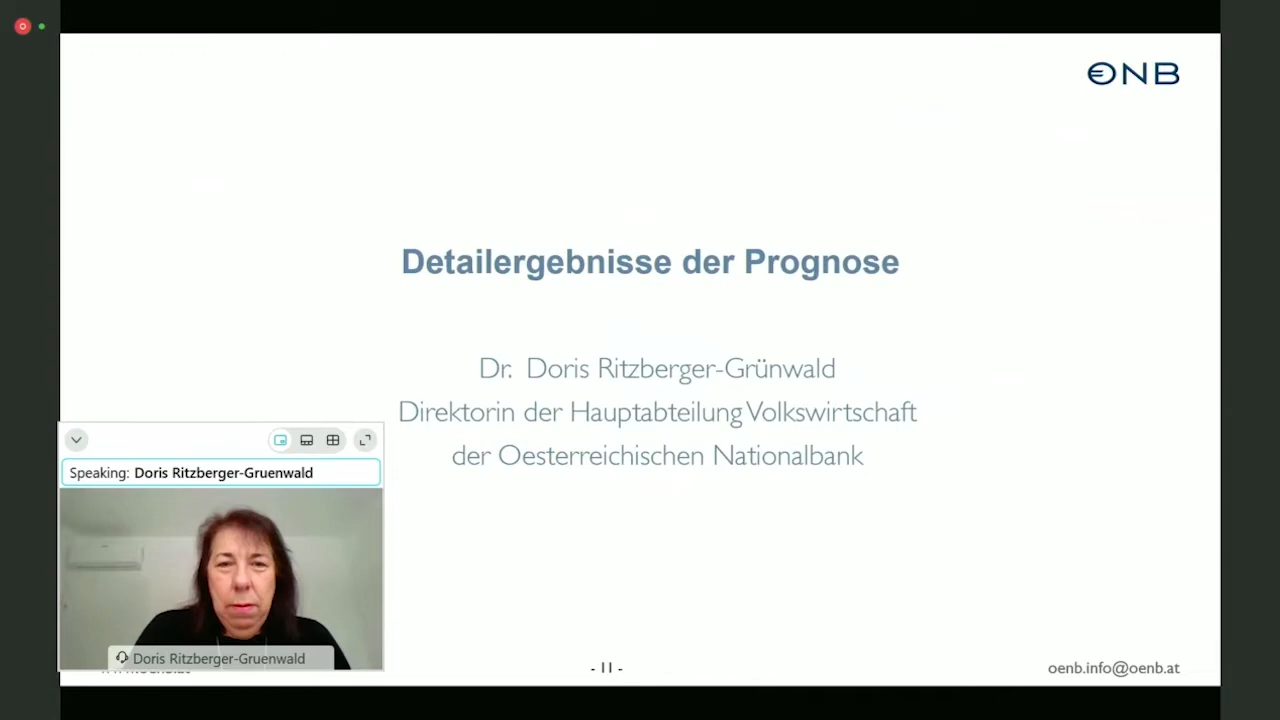 ONB
Detailergebnisse der Prognose
Dr. Doris Ritzberger-Grünwald
Direktorin der Hauptabteilung Volkswirtschaft
der Oesterreichischen Nationalbank
Speaking: Doris Ritzberger-Gruenwald
Doris Ritzberger-Gruenwald
- 11 -
oenb.info@oenb.at